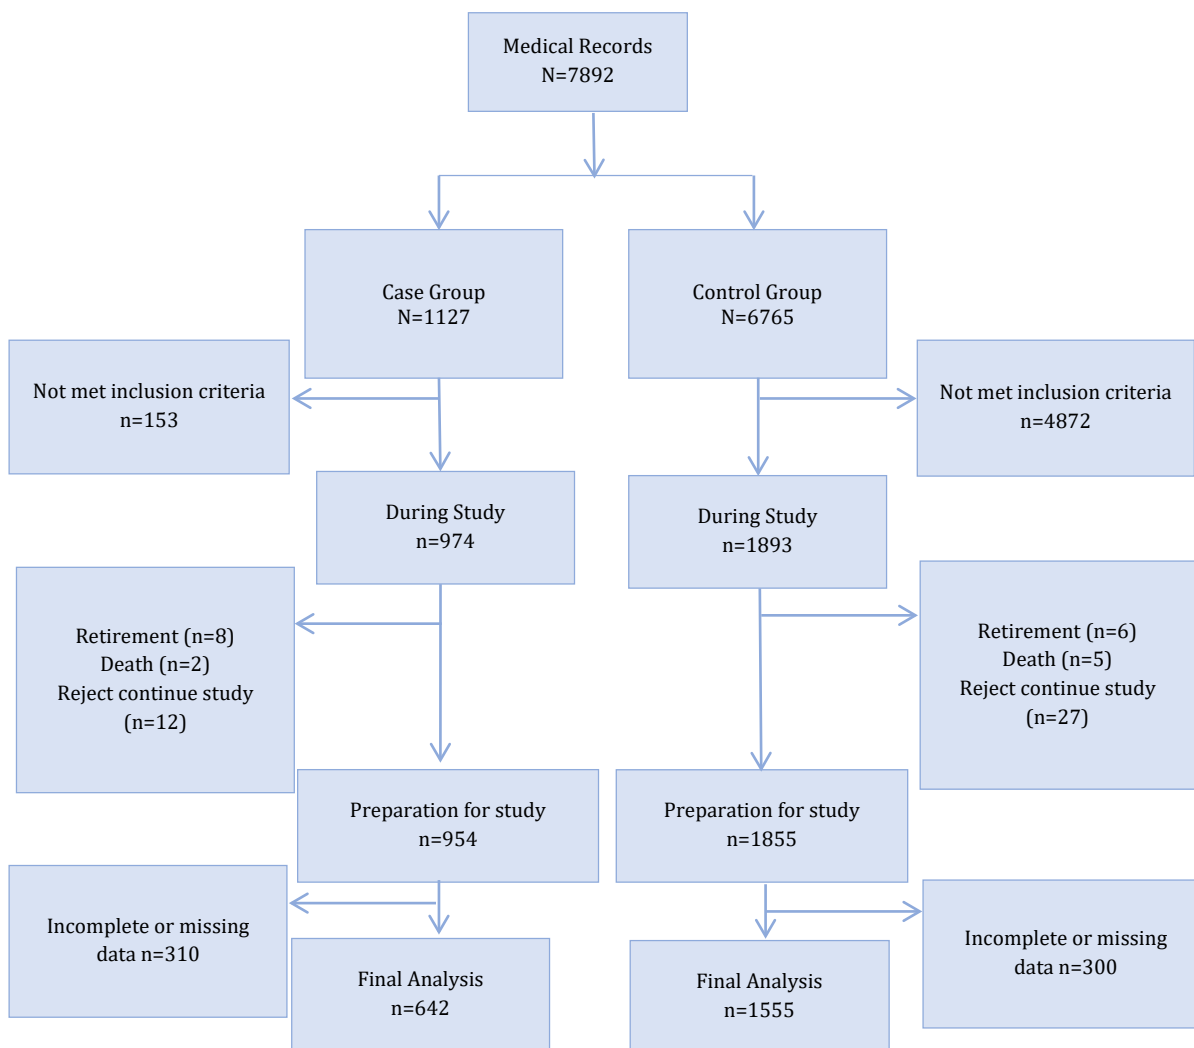 Medical Records
N=7892
Case Group
N=1127
Control Group
N=6765
Not met inclusion criteria
n=153
Not met inclusion criteria
n=4872
During Study
n=974
During Study
n=1893
Retirement (n=8)
Death (n=2)
Reject continue study
(n=12)
Retirement (n=6)
Death (n=5)
Reject continue study
(n=27)
Preparation for study
n=954
Preparation for study
n=1855
Incomplete or missing
data n=310
Incomplete or missing
data n=300
Final Analysis
n=642
Final Analysis
n=1555